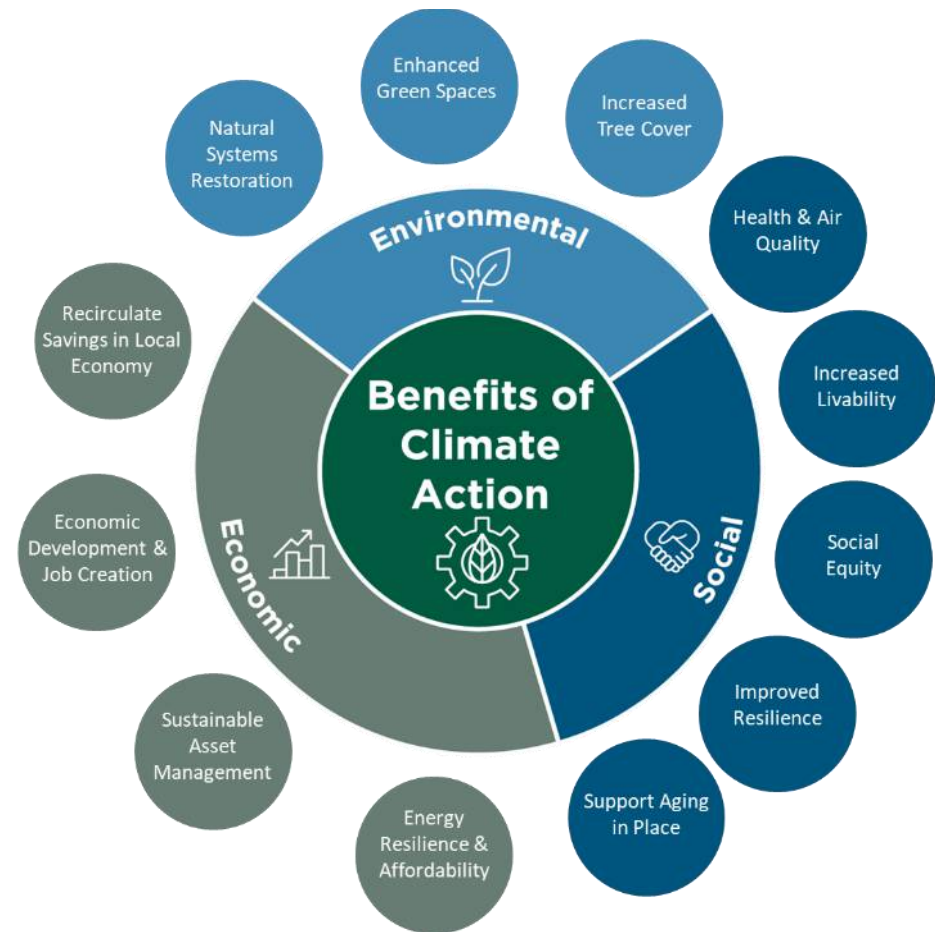 Benefits of
Climate
Action
Environmental
Natural
Systems
Restoration
Enhanced
Green Spaces
Increased
Tree Cover
Social
Health & Air
Quality
Increased
Livability
Social
Equity
Improved
Resilience
Support Aging
in Place
Economic
Energy
Resilience &
Affordability
Sustainable
Asset
Management
Economic
Development &
Job Creation
Recirculate
Savings in Local
Economy